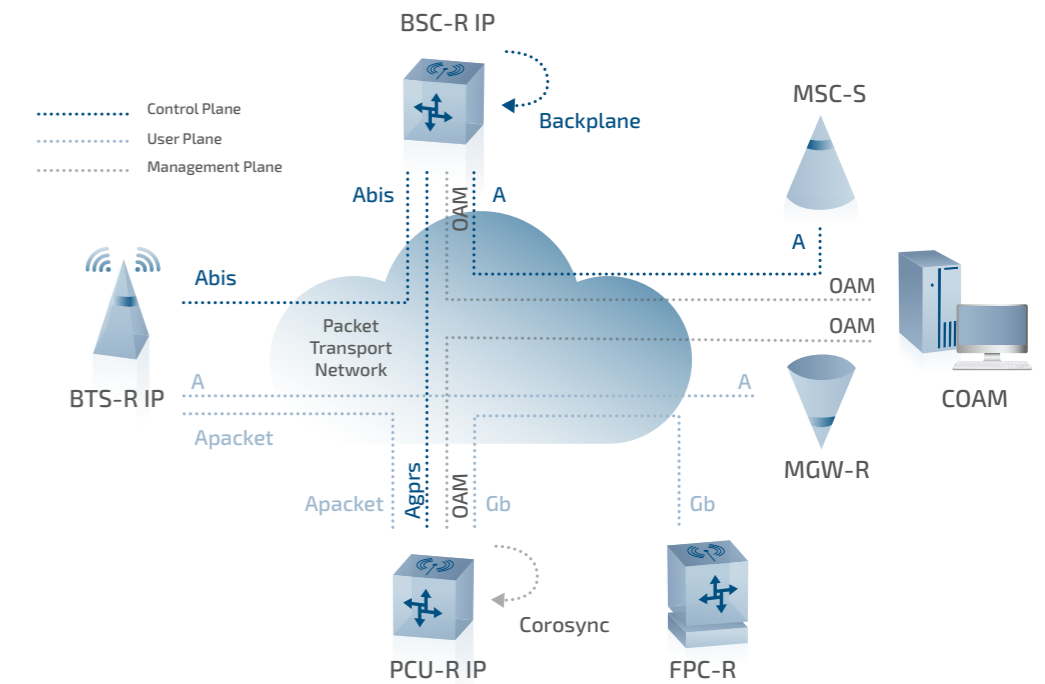 BSC-R IP
Control Plane
User Plane
Management Plane
Backplane
MSC-S
Abis
OAM
A
A
Abis
OAM
OAM
Packet
Transport
Network
BTS-R IP
A
A
COAM
Apacket
MGW-R
Apacket
Agprs
OAM
Gb
Gb
Corosync
PCU-R IP
FPC-R